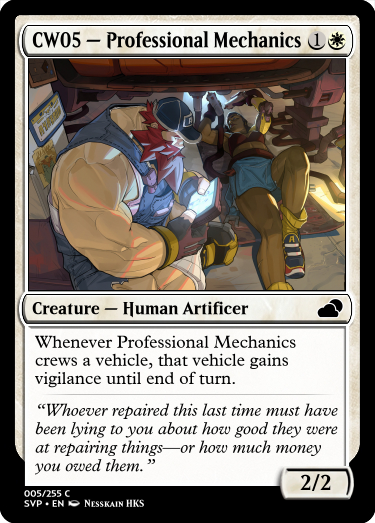 CW05 — Professional Mechanics 1
Creature — Human Artificer
Whenever Professional Mechanics
crews a vehicle, that vehicle gains
vigilance until end of turn.
“Whoever repaired this last time must have
been lying to you about how good they were
at repairing things—or how much money
you owed them.”
2/2
005/255 C
SVP • EN Nesskain HKS